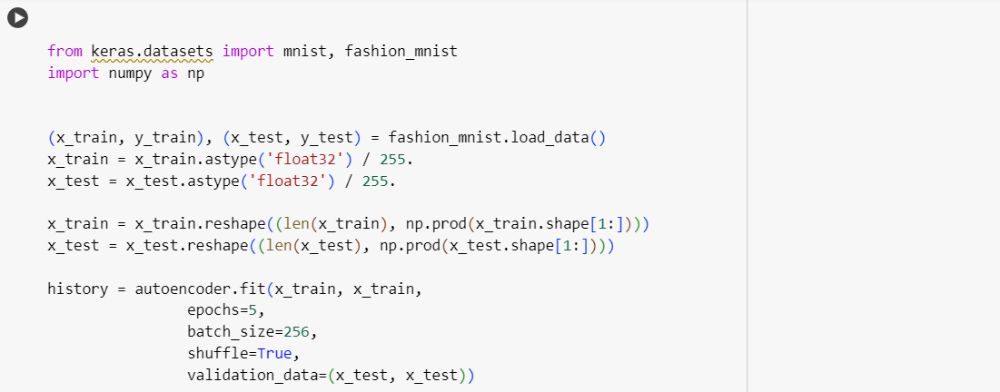 from keras.datasets import mnist, fashion_mnist
import numpy as np
(x_train, y_train), (x_test, y_test) = fashion_mnist.load_data()
x_train = x_train.astype('float32') / 255.
x_test = x_test.astype('float32') / 255.
x_train = x_train.reshape((len(x_train), np.prod(x_train.shape[1:])))
x_test = x_test.reshape((len(x_test), np.prod(x_test.shape[1:])))
history = autoencoder.fit(x_train, x_train,
                epochs=5,
                batch_size=256,
                shuffle=True,
                validation_data=(x_test, x_test))